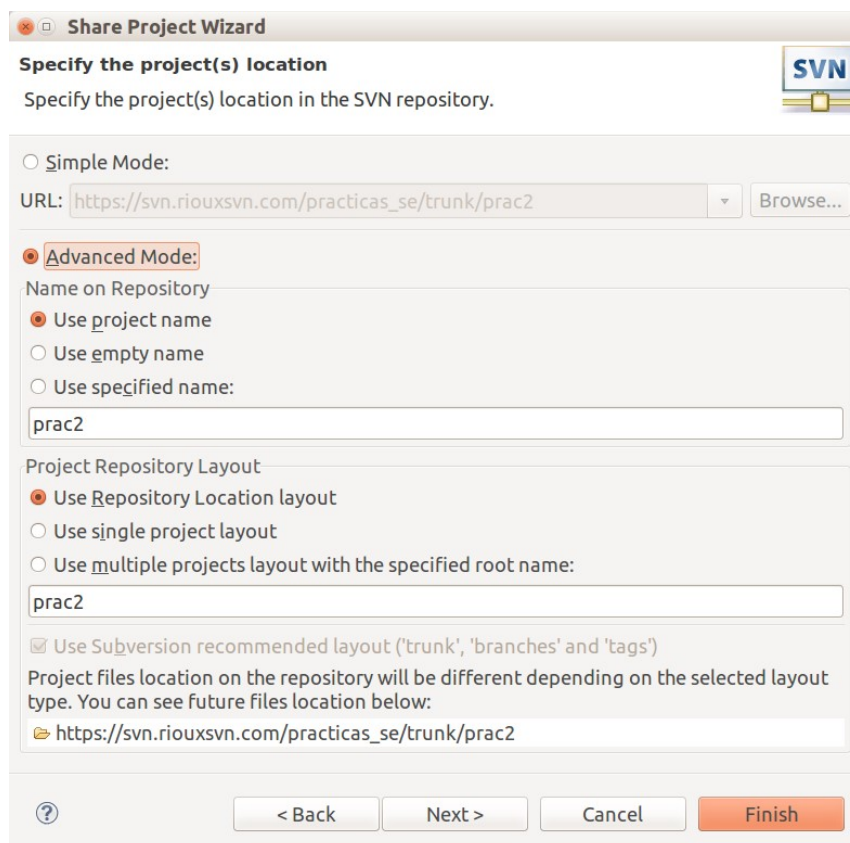 Share Project Wizard
Specify the project(s) location
Specify the project(s) location in the SVN repository.
SVN
Simple Mode:
URL: https://svn.riouxsvn.com/practicas_se/trunk/prac2 Browse...
Advanced Mode:
Name on Repository
Use project name
Use empty name
Use specified name:
prac2
Project Repository Layout
Use Repository Location layout
Use single project layout
Use multiple projects layout with the specified root name:
prac2
Use Subversion recommended layout ('trunk', 'branches' and 'tags')
Project files location on the repository will be different depending on the selected layout
type. You can see future files location below:
https://svn.riouxsvn.com/practicas_se/trunk/prac2
? < Back Next > Cancel Finish